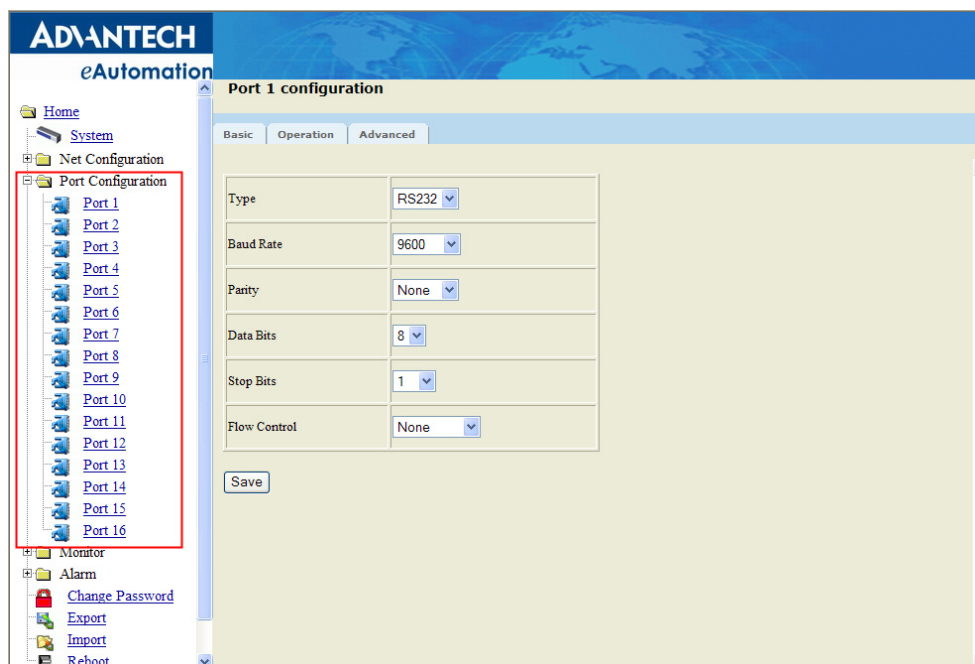 ADVANTECH
eAutomation
Home
System
Net Configuration
Port Configuration
Port 1
Port 2
Port 3
Port 4
Port 5
Port 6
Port 7
Port 8
Port 9
Port 10
Port 11
Port 12
Port 13
Port 14
Port 15
Port 16
Monitor
Alarm
Change Password
Export
Import
Reboot
Port 1 configuration
Basic Operation Advanced
Type RS232
Baud Rate 9600
Parity None
Data Bits 8
Stop Bits 1
Flow Control None
Save